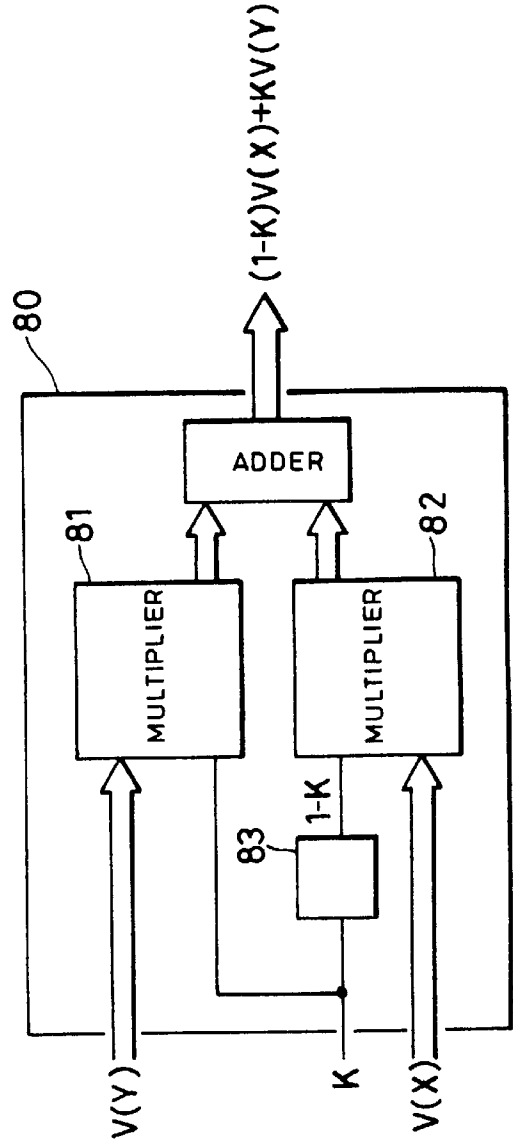 80
V(Y)
81
MULTIPLIER
ADDER
(1-K)V(X)+KV(Y)
K
83
1-K
MULTIPLIER
82
V(X)